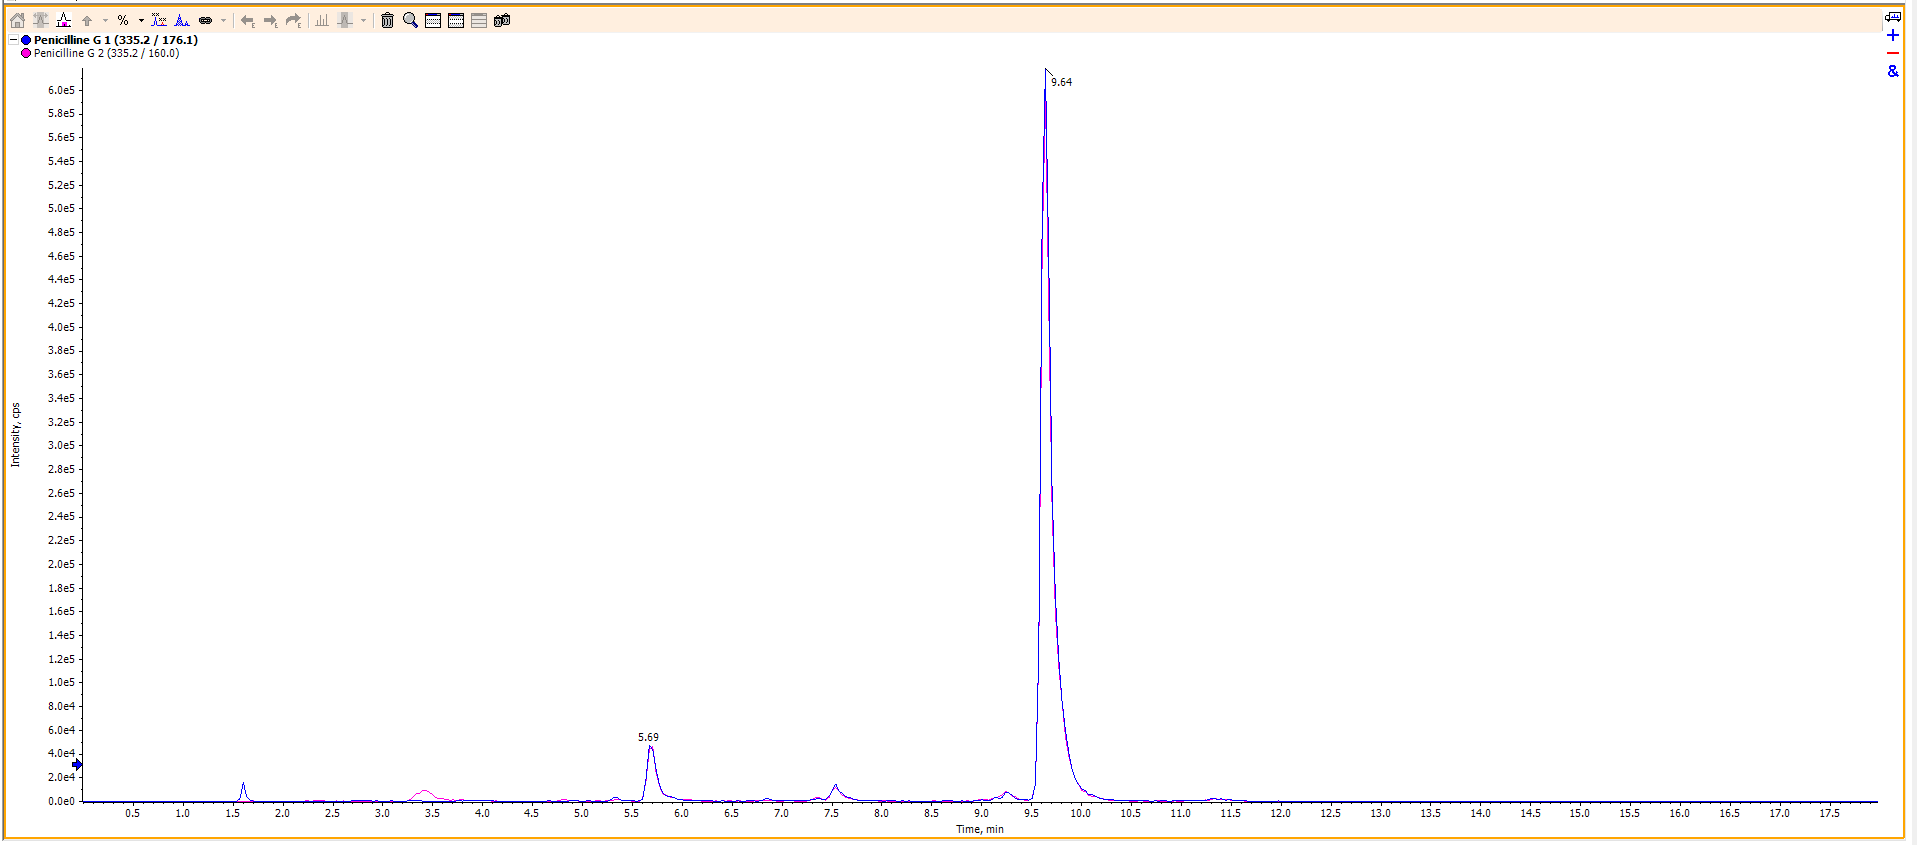 %
E
E
E
Penicilline G 1 (335.2 / 176.1)
Penicilline G 2 (335.2 / 160.0)
&
9.64
6.0e5
5.8e5
5.6e5
5.4e5
5.2e5
5.0e5
4.8e5
4.6e5
4.4e5
4.2e5
4.0e5
3.8e5
3.6e5
3.4e5
3.2e5
3.0e5
2.8e5
2.6e5
2.4e5
2.2e5
2.0e5
1.8e5
1.6e5
1.4e5
1.2e5
1.0e5
8.0e4
6.0e4
4.0e4
2.0e4
0.0e0
Intensity, cps
5.69
0.5 1.0 1.5 2.0 2.5 3.0 3.5 4.0 4.5 5.0 5.5 6.0 6.5 7.0 7.5 8.0 8.5 9.0 9.5 10.0 10.5 11.0 11.5 12.0 12.5 13.0 13.5 14.0 14.5 15.0 15.5 16.0 16.5 17.0 17.5
Time, min